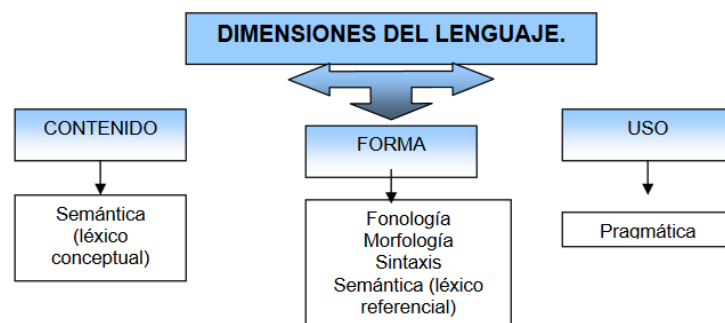 DIMENSIONES DEL LENGUAJE.
CONTENIDO
Semántica
(léxico
conceptual)
FORMA
Fonología
Morfología
Sintaxis
Semántica (léxico
referencial)
USO
Pragmática